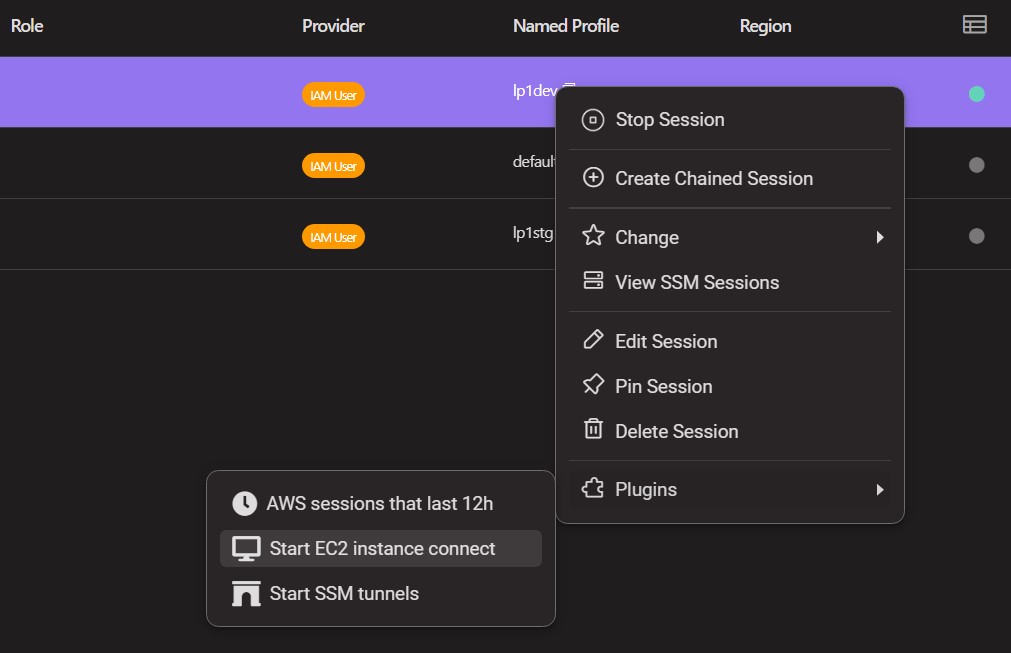 Role Provider Named Profile Region
IAM User lp1dev
IAM User default
IAM User lp1stg
Stop Session
Create Chained Session
Change
View SSM Sessions
Edit Session
Pin Session
Delete Session
Plugins
AWS sessions that last 12h
Start EC2 instance connect
Start SSM tunnels